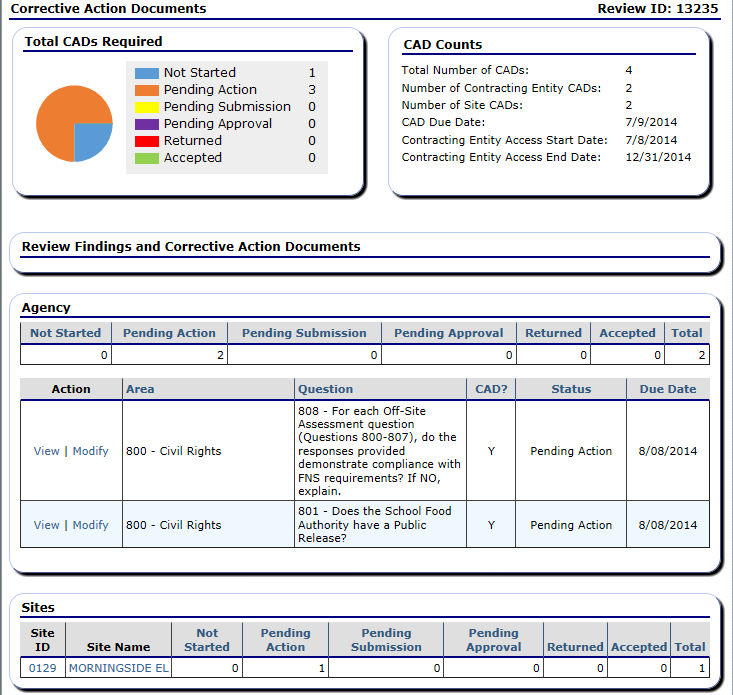 Corrective Action Documents Review ID: 13235
Total CADs Required
Not Started 1
Pending Action 3
Pending Submission 0
Pending Approval 0
Returned 0
Accepted 0
CAD Counts
Total Number of CADs: 4
Number of Contracting Entity CADs: 2
Number of Site CADs: 2
CAD Due Date: 7/9/2014
Contracting Entity Access Start Date: 7/8/2014
Contracting Entity Access End Date: 12/31/2014
Review Findings and Corrective Action Documents
Agency
Not Started Pending Action Pending Submission Pending Approval Returned Accepted Total
0 2 0 0 0 0 2
Action Area Question CAD? Status Due Date
808 - For each Off-Site
Assessment question
(Questions 800-807), do the
View | Modify 800 - Civil Rights responses provided Y Pending Action 8/08/2014
demonstrate compliance with
FNS requirements? If NO,
explain.
801 - Does the School Food
View | Modify 800 - Civil Rights Authority have a Public Y Pending Action 8/08/2014
Release?
Sites
Site Not Pending Pending Pending
ID Site Name Started Action Submission Approval Returned Accepted Total
0129 MORNINGSIDE EL 0 1 0 0 0 0 1